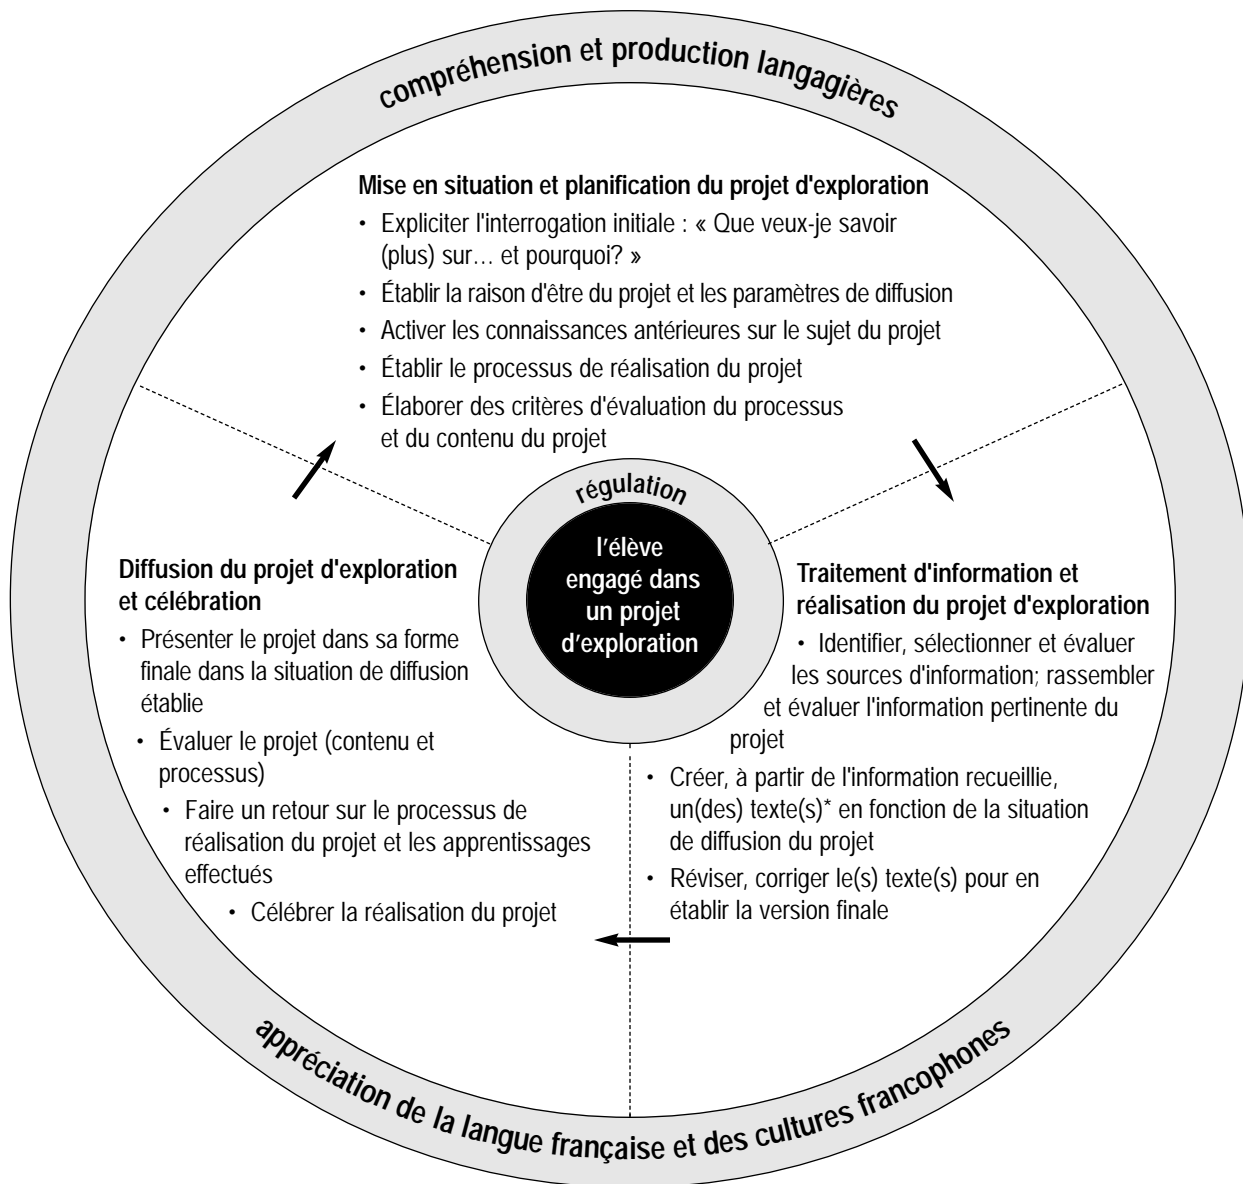 compréhension et production langagières
Mise en situation et planification du projet d'exploration
• Expliciter l'interrogation initiale : « Que veux-je savoir
(plus) sur… et pourquoi? »
• Établir la raison d'être du projet et les paramètres de diffusion
• Activer les connaissances antérieures sur le sujet du projet
• Établir le processus de réalisation du projet
• Élaborer des critères d'évaluation du processus
et du contenu du projet
régulation
l'élève
engagé dans
un projet
d'exploration
Traitement d'information et
réalisation du projet d'exploration
• Identifier, sélectionner et évaluer
les sources d'information; rassembler
et évaluer l'information pertinente du
projet
• Créer, à partir de l'information recueillie,
un(des) texte(s)* en fonction de la situation
de diffusion du projet
• Réviser, corriger le(s) texte(s) pour en
établir la version finale
Diffusion du projet d'exploration
et célébration
• Présenter le projet dans sa forme
finale dans la situation de diffusion
établie
• Évaluer le projet (contenu et
processus)
• Faire un retour sur le processus de
réalisation du projet et les apprentissages
effectués
• Célébrer la réalisation du projet
appréciation de la langue française et des cultures francophones